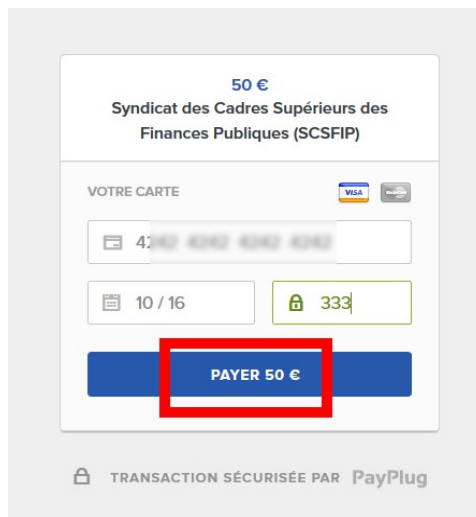 50 €
Syndicat des Cadres Supérieurs des
Finances Publiques (SCSFIP)
VOTRE CARTE
VISA
10 / 16
333
PAYER 50 €
TRANSACTION SÉCURISÉE PAR PayPlug